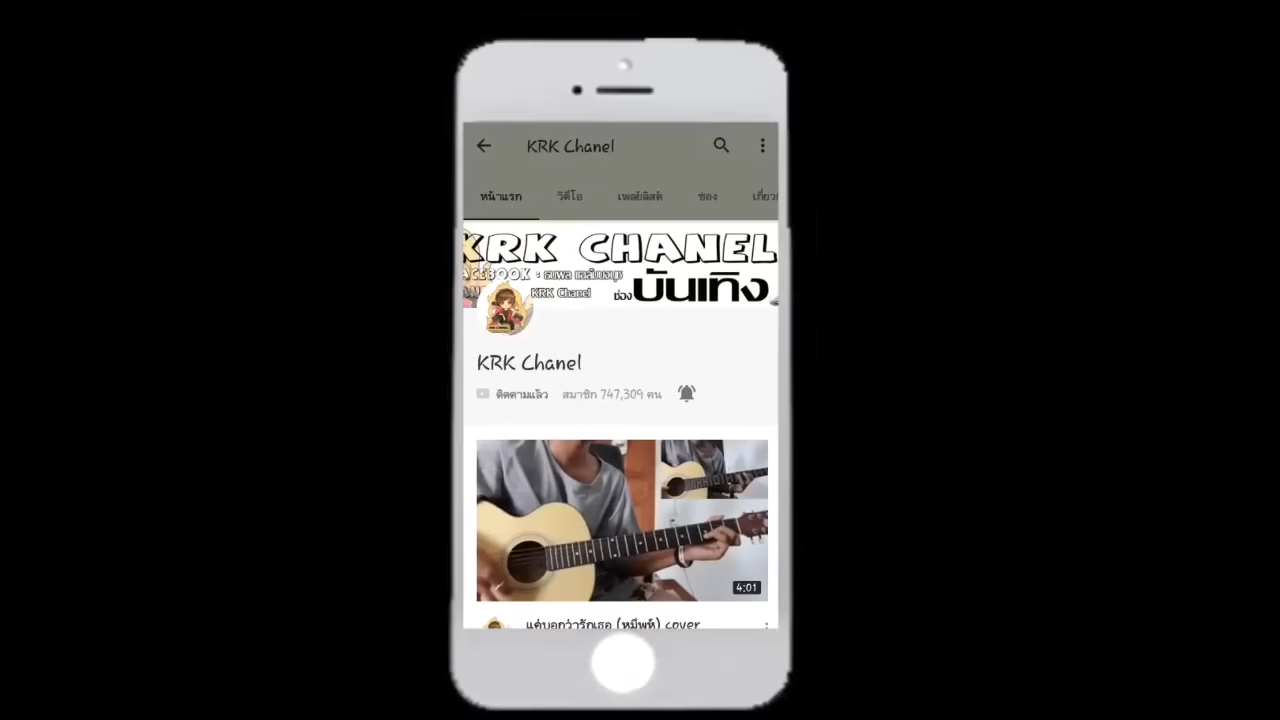 KRK Chanel
หน้าแรก วิดีโอ เพลย์ลิสต์ ช่อง
KRK CHANEL
ACEBOOK :
KRK Chanel
ช่องบันเทิง
KRK Chanel
ติดตามแล้ว สมาชิก 747,309 คน
4:01
แค่บอกว่ารักเธอ (หมีพูห์) cover